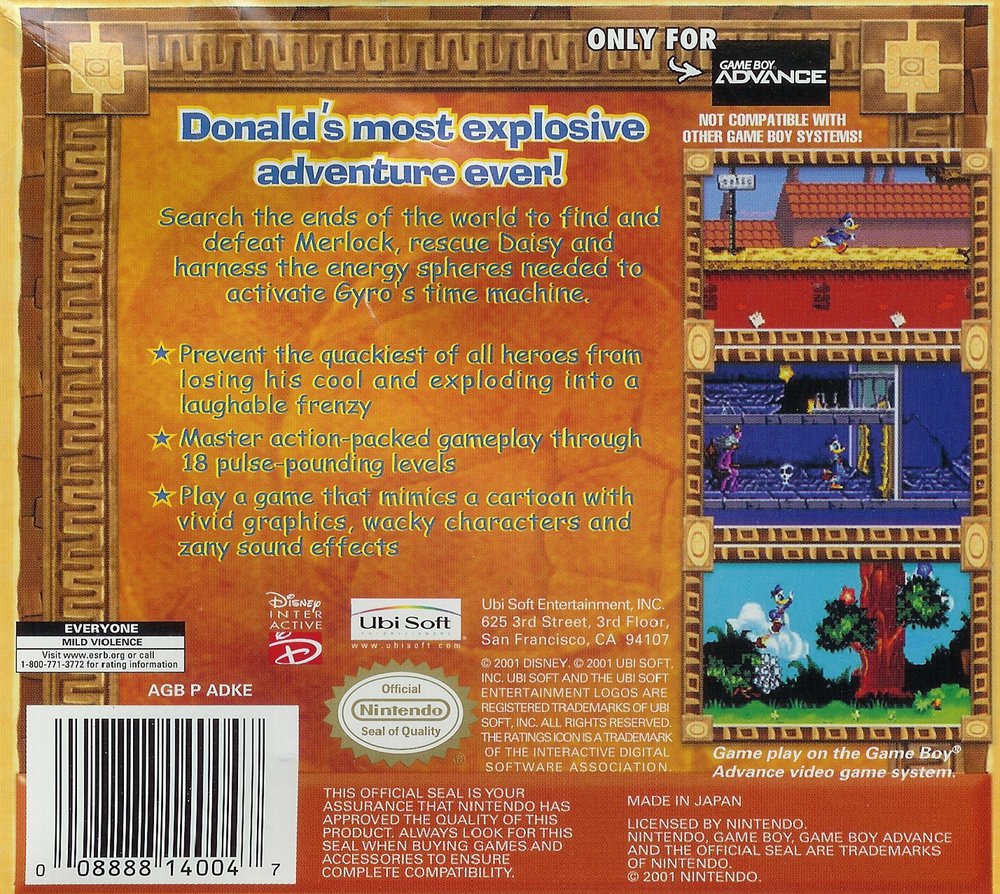 ONLY FOR
GAME BOY
ADVANCE
NOT COMPATIBLE WITH
OTHER GAME BOY SYSTEMS!
Donald's most explosive
adventure ever!
Search the ends of the world to find and
defeat Merlock, rescue Daisy and
harness the energy spheres needed to
activate Gyro's time machine.
Prevent the quackiest of all heroes from
losing his cool and exploding into a
laughable frenzy
Master action-packed gameplay through
18 pulse-pounding levels
Play a game that mimics a cartoon with
vivid graphics, wacky characters and
zany sound effects
Disney
INTER
ACTIVE
D
Ubi Soft
ENTERTAINMENT
www.ubisoft.com
Ubi Soft Entertainment, INC.
625 3rd Street, 3rd Floor,
San Francisco, CA 94107
© 2001 DISNEY. © 2001 UBI SOFT,
INC. UBI SOFT AND THE UBI SOFT
ENTERTAINMENT LOGOS ARE
REGISTERED TRADEMARKS OF UBI
SOFT, INC. ALL RIGHTS RESERVED.
THE RATINGS ICON IS A TRADEMARK
OF THE INTERACTIVE DIGITAL
SOFTWARE ASSOCIATION.
EVERYONE
MILD VIOLENCE
Visit www.esrb.org or call
1-800-771-3772 for rating information
AGB P ADKE
Official
Nintendo
Seal of Quality
Game play on the Game Boy®
Advance video game system.
0 08888 14004 7
THIS OFFICIAL SEAL IS YOUR
ASSURANCE THAT NINTENDO HAS
APPROVED THE QUALITY OF THIS
PRODUCT. ALWAYS LOOK FOR THIS
SEAL WHEN BUYING GAMES AND
ACCESSORIES TO ENSURE
COMPLETE COMPATIBILITY.
MADE IN JAPAN
LICENSED BY NINTENDO.
NINTENDO, GAME BOY, GAME BOY ADVANCE
AND THE OFFICIAL SEAL ARE TRADEMARKS
OF NINTENDO.
© 2001 NINTENDO.